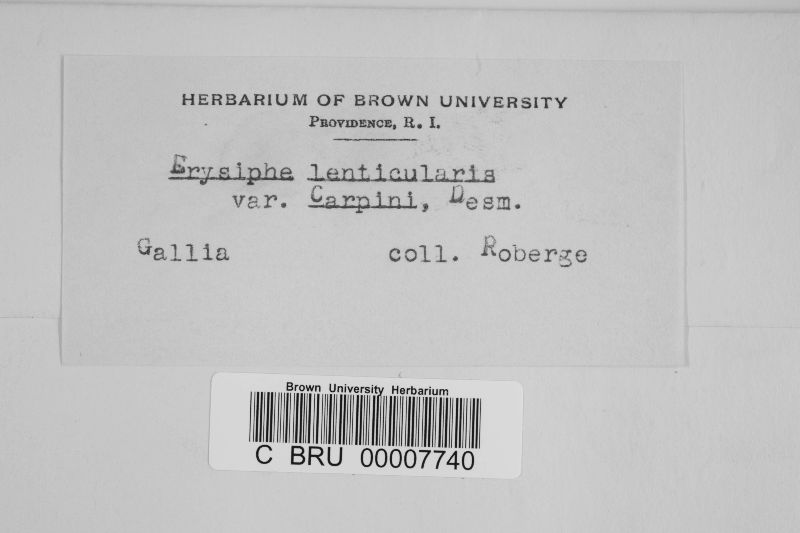 HERBARIUM OF BROWN UNIVERSITY
PROVIDENCE, R. I.
Erysiphe lenticularis
var. Carpini, Desm.
Gallia coll. Roberge
Brown University Herbarium
C BRU 00007740